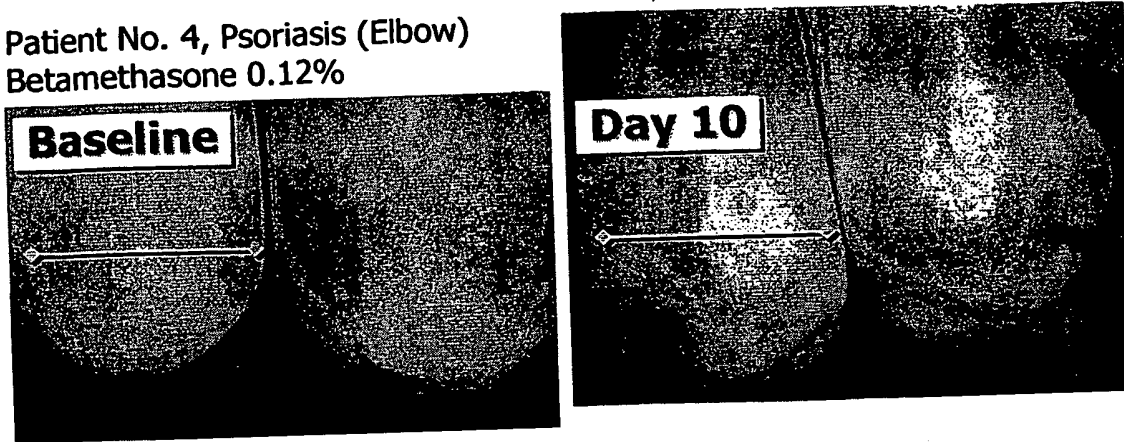 Patient No. 4, Psoriasis (Elbow)
Betamethasone 0.12%
Baseline
Day 10